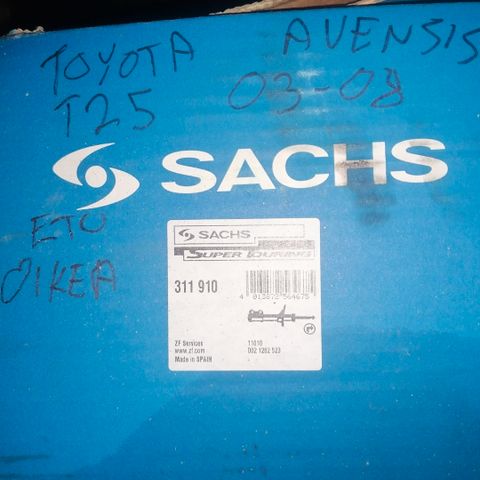 TOYOTA AVENSIS
T25 03-08
SACHS
ETU
OIKEA
SACHS
SUPER TOURING
311 910
4 013872 564675
ZF Services 11010
www.zf.com 002 1282 523
Made in SPAIN